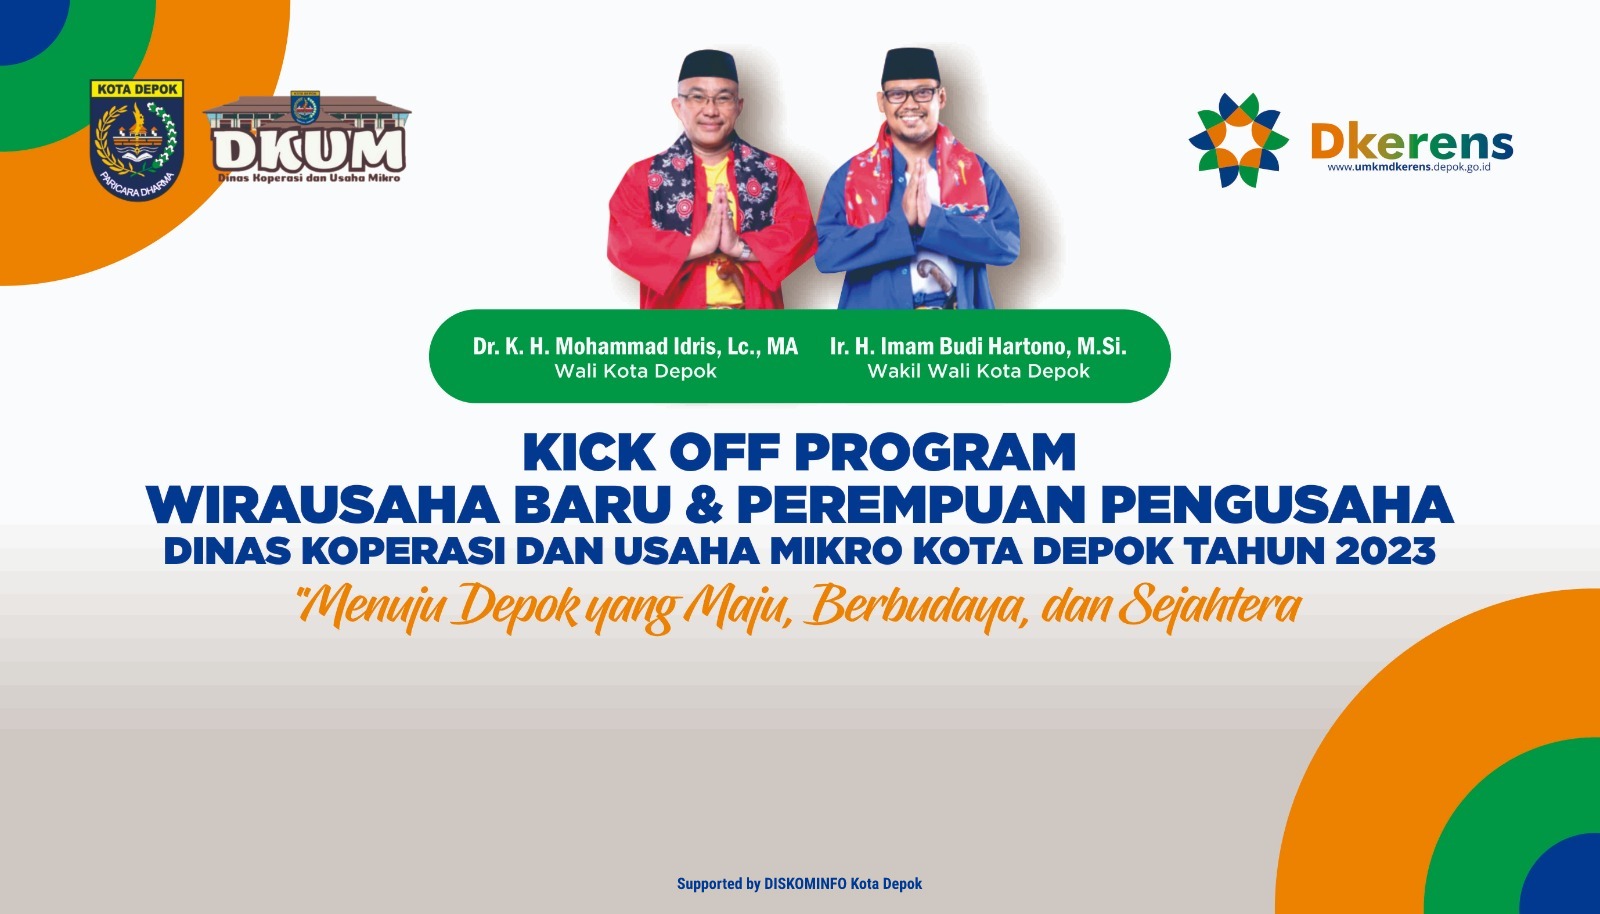 KOTA DEPOK
PARICARA DHARMA
DKUM
Dinas Koperasi dan Usaha Mikro
Dkerens
www.umkmdkerens.depok.go.id
Dr. K. H. Mohammad Idris, Lc., MA
Wali Kota Depok
Ir. H. Imam Budi Hartono, M.Si.
Wakil Wali Kota Depok
KICK OFF PROGRAM
WIRAUSAHA BARU & PEREMPUAN PENGUSAHA
DINAS KOPERASI DAN USAHA MIKRO KOTA DEPOK TAHUN 2023
"Menuju Depok yang Maju, Berbudaya, dan Sejahtera
Supported by DISKOMINFO Kota Depok